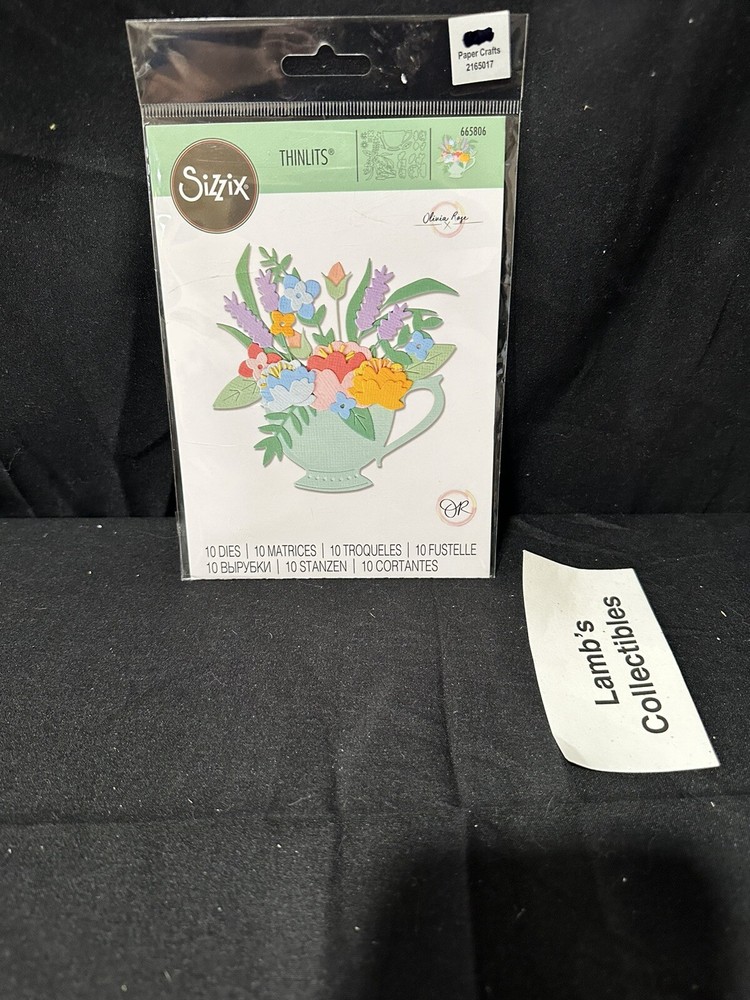 Paper Crafts
2165017
665806
THINLITS®
Sizzix®
Olivia Rose
OR
10 DIES | 10 MATRICES | 10 TROQUELES | 10 FUSTELLE
10 ВЫРУБКИ | 10 STANZEN | 10 CORTANTES
Lamb's
Collectibles